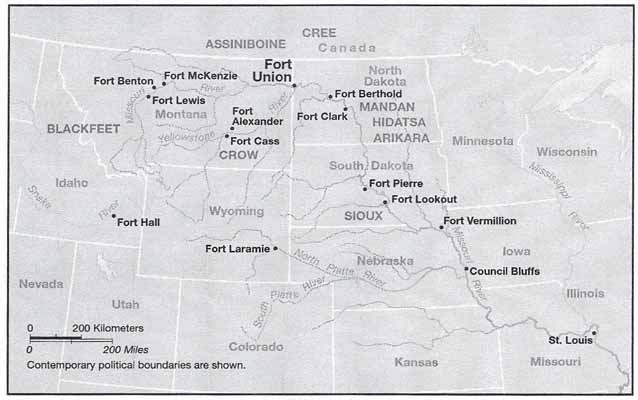 CREE
ASSINIBOINE
Canada
Fort
Union
North
Dakota
Fort Benton
Fort McKenzie
River
Missouri
Fort Lewis
Montana
Fort
Alexander
River
Fort Berthold
MANDAN
Fort Clark
HIDATSA
ARIKARA
BLACKFEET
Yellowstone
Fort Cass
CROW
Minnesota
Wisconsin
Mississippi
River
South Dakota
Idaho
Snake
River
Fort Hall
Wyoming
Fort Pierre
Fort Lookout
SIOUX
Fort Vermillion
Missouri
River
Fort Laramie
North
Platte
River
Nebraska
Iowa
Council Bluffs
Nevada
Utah
South
Platte
River
Illinois
0
200 Kilometers
0
200 Miles
Colorado
Kansas
Missouri
St. Louis
Contemporary political boundaries are shown.